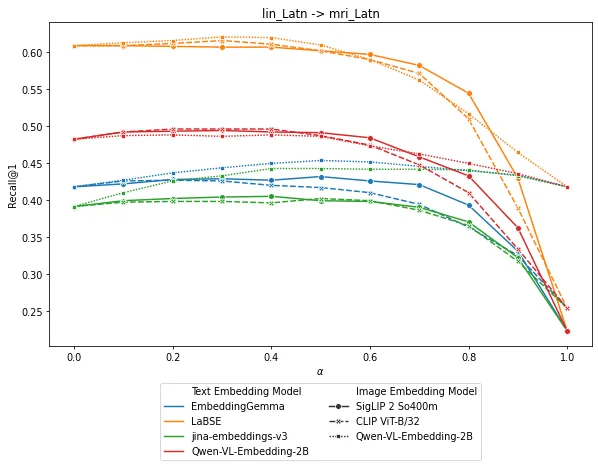 lin_Latn -> mri_Latn
Recall@1
0.60
0.55
0.50
0.45
0.40
0.35
0.30
0.25
0.0
0.2
0.4
0.6
0.8
1.0
α
Text Embedding Model
EmbeddingGemma
LaBSE
jina-embeddings-v3
Qwen-VL-Embedding-2B
Image Embedding Model
SigLIP 2 So400m
CLIP ViT-B/32
Qwen-VL-Embedding-2B